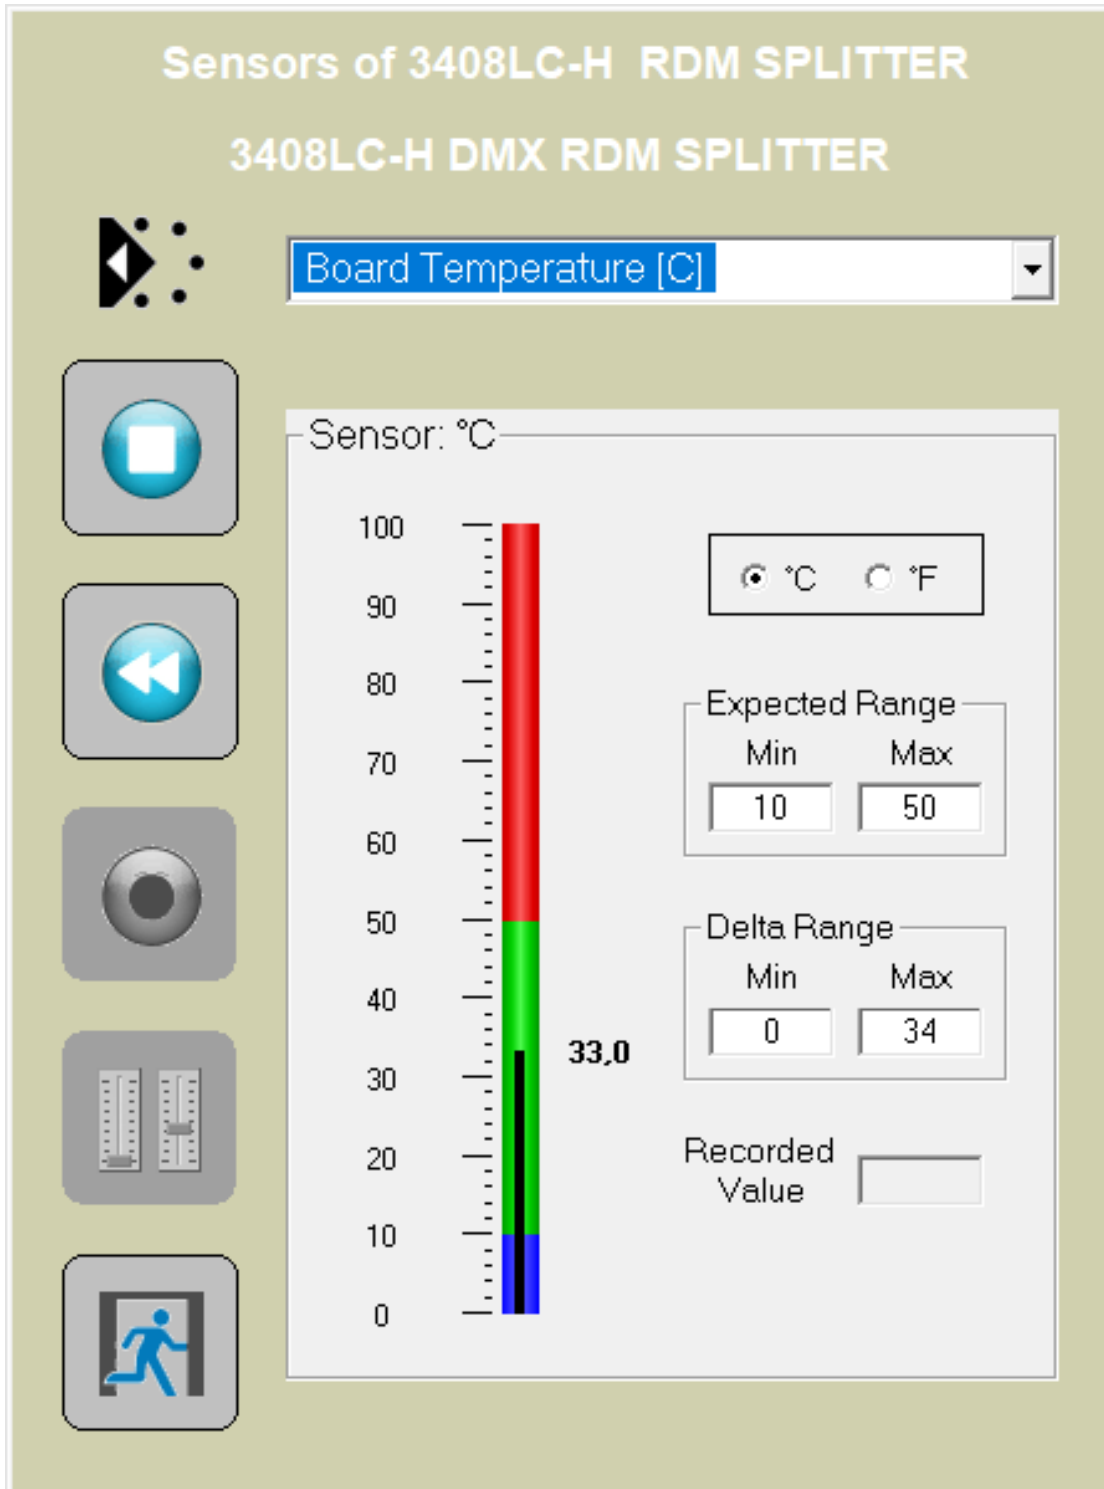 Sensors of 3408LC-H RDM SPLITTER
3408LC-H DMX RDM SPLITTER
Board Temperature [C]
Sensor: °C
100
90
80
70
60
50
40
30
20
10
0
33,0
°C °F
Expected Range
Min Max
10 50
Delta Range
Min Max
0 34
Recorded
Value